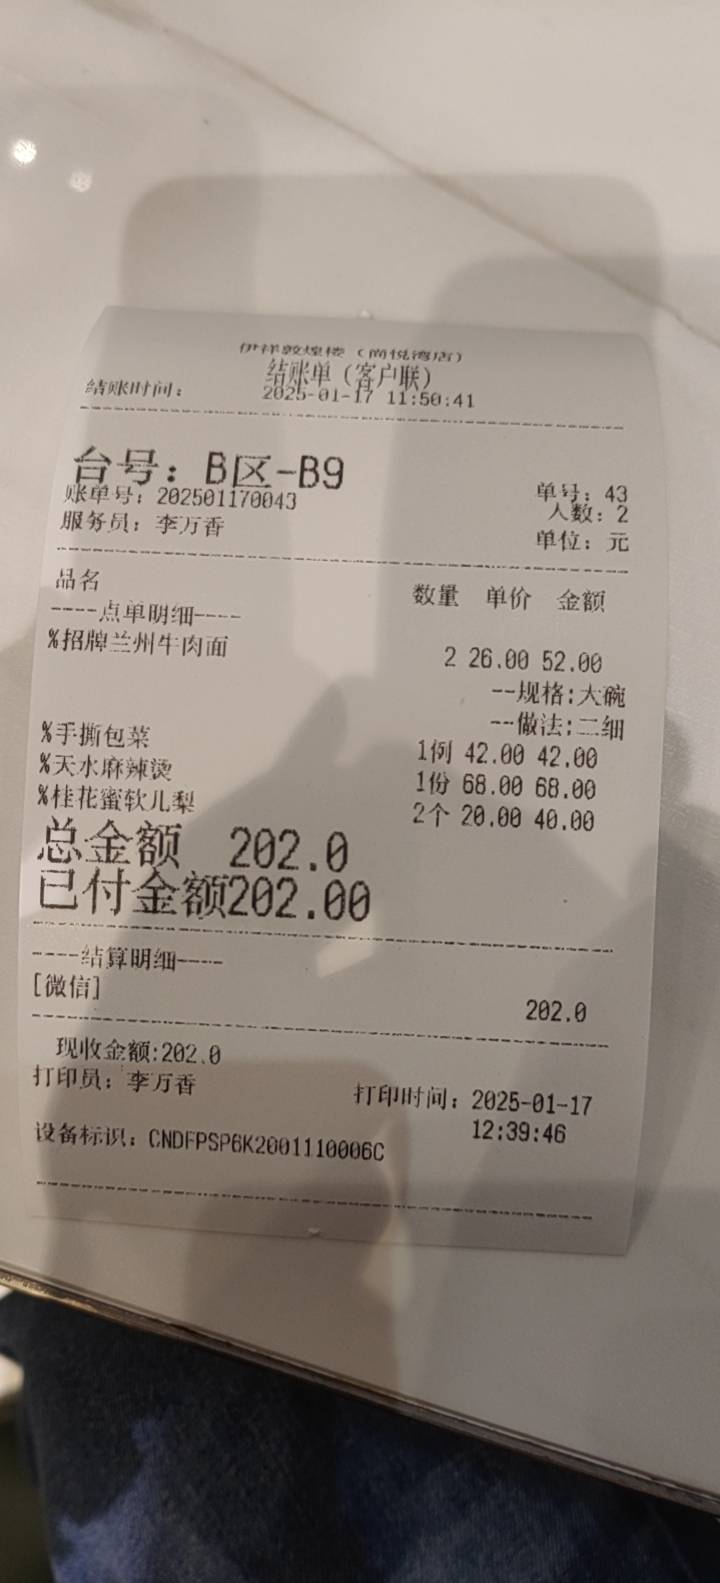 伊祥敦煌楼（尚悦湾店）
结账单（客户联）
结账时间： 2025-01-17 11:50:41
台号：B区-B9
账单号：202501170043 单号：43
服务员：李万香 人数：2
单位：元
品名 数量 单价 金额
----点单明细----
%招牌兰州牛肉面 2 26.00 52.00
--规格:大碗
--做法:二细
%手撕包菜 1例 42.00 42.00
%天水麻辣烫 1份 68.00 68.00
%桂花蜜软儿梨 2个 20.00 40.00
总金额 202.0
已付金额202.00
----结算明细----
[微信] 202.0
现收金额:202.0
打印员：李万香 打印时间：2025-01-17
12:39:46
设备标识：CNDFPSP6K2001110006C